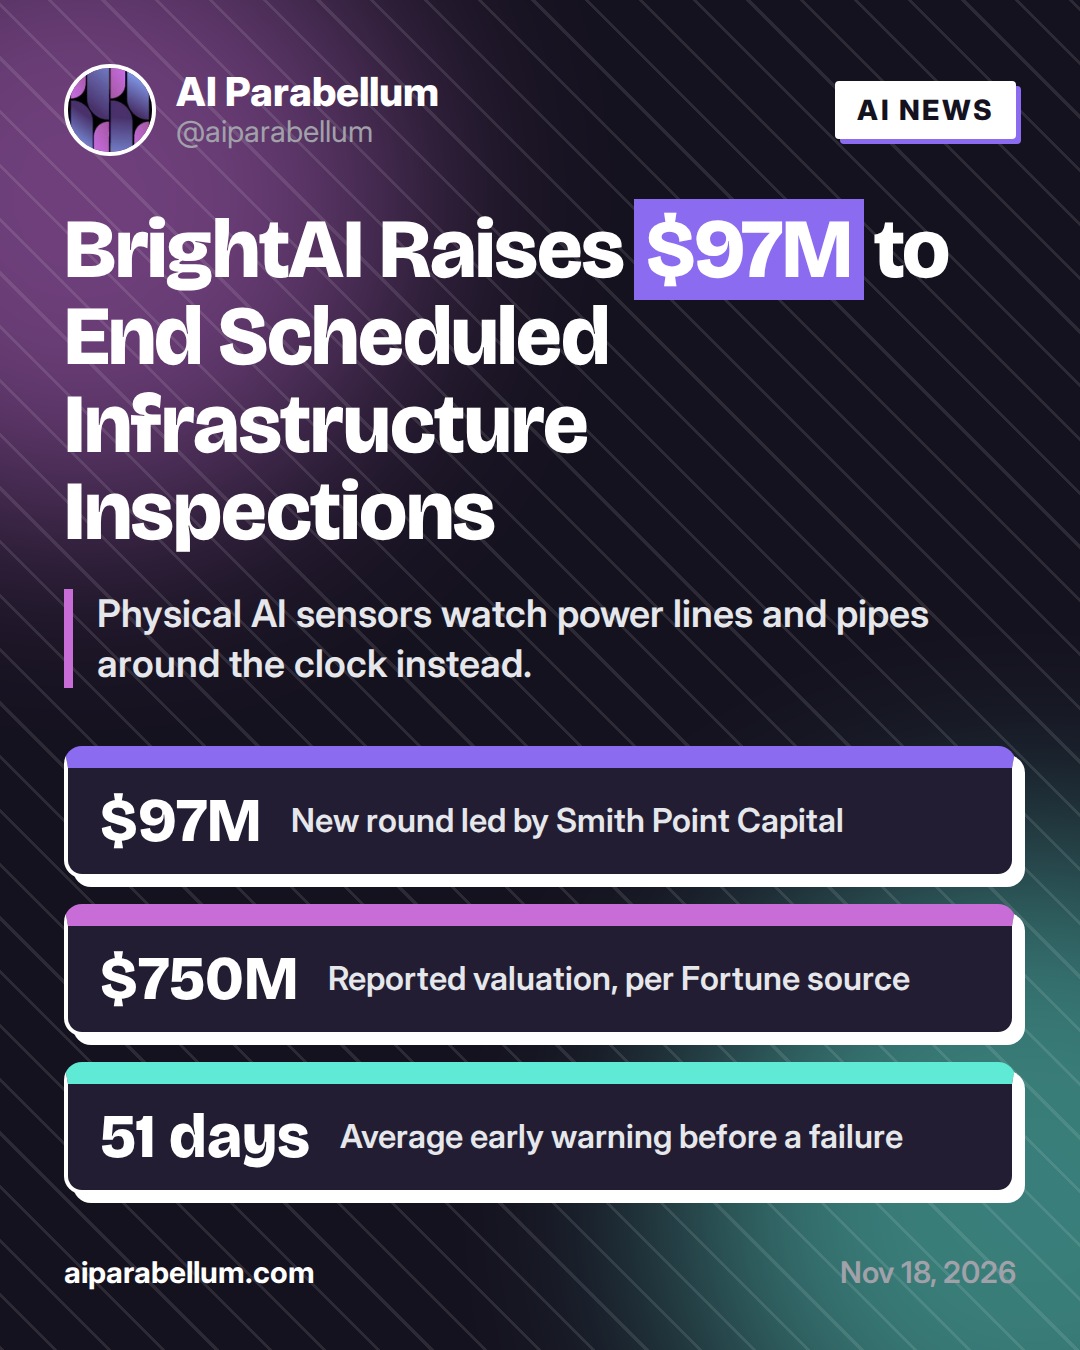 AI Parabellum
@aiparabellum
AI NEWS
BrightAI Raises $97M to
End Scheduled
Infrastructure
Inspections
Physical AI sensors watch power lines and pipes
around the clock instead.
$97M New round led by Smith Point Capital
$750M Reported valuation, per Fortune source
51 days Average early warning before a failure
aiparabellum.com
Nov 18, 2026